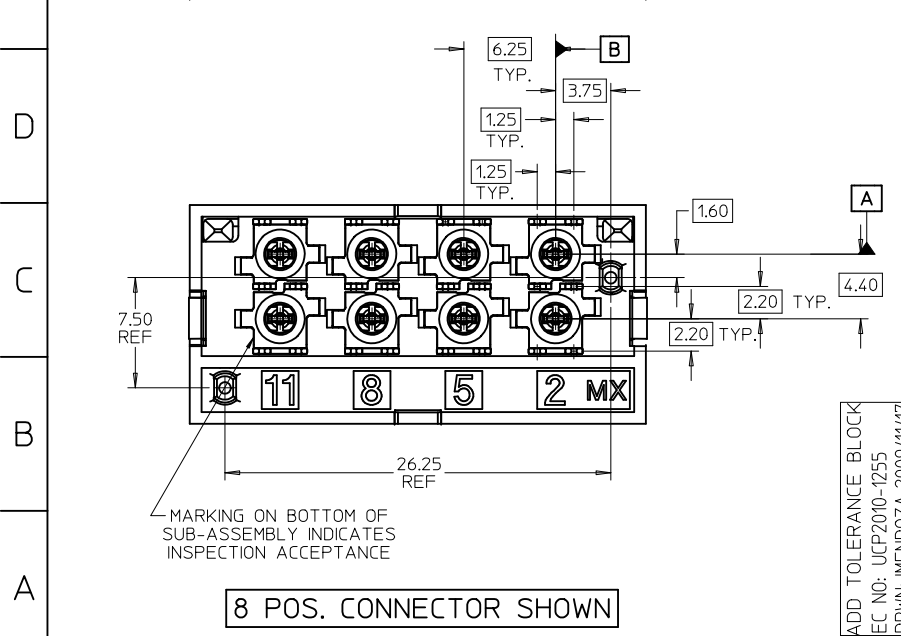 6.25
TYP.
B
3.75
1.25
TYP.
1.25
TYP.
1.60
A
4.40
2.20 TYP.
2.20 TYP.
7.50
REF
11 8 5 2 MX
26.25
REF
MARKING ON BOTTOM OF
SUB-ASSEMBLY INDICATES
INSPECTION ACCEPTANCE
8 POS. CONNECTOR SHOWN
D
C
B
A
ADD TOLERANCE BLOCK
EC NO: UCP2010-1255